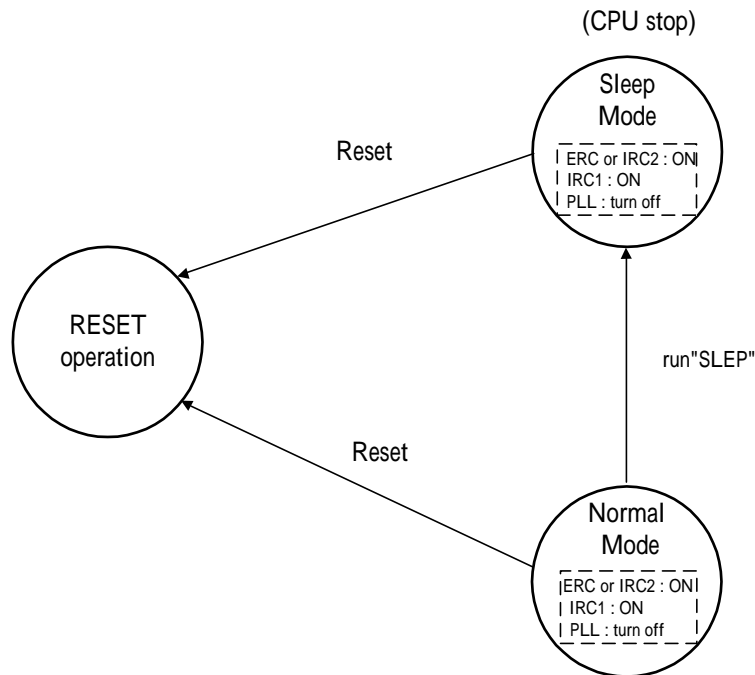 (CPU stop)
Sleep
Mode
ERC or IRC2 : ON
IRC1 : ON
PLL : turn off
Reset
RESET
operation
run"SLEP"
Reset
Normal
Mode
ERC or IRC2 : ON
IRC1 : ON
PLL : turn off